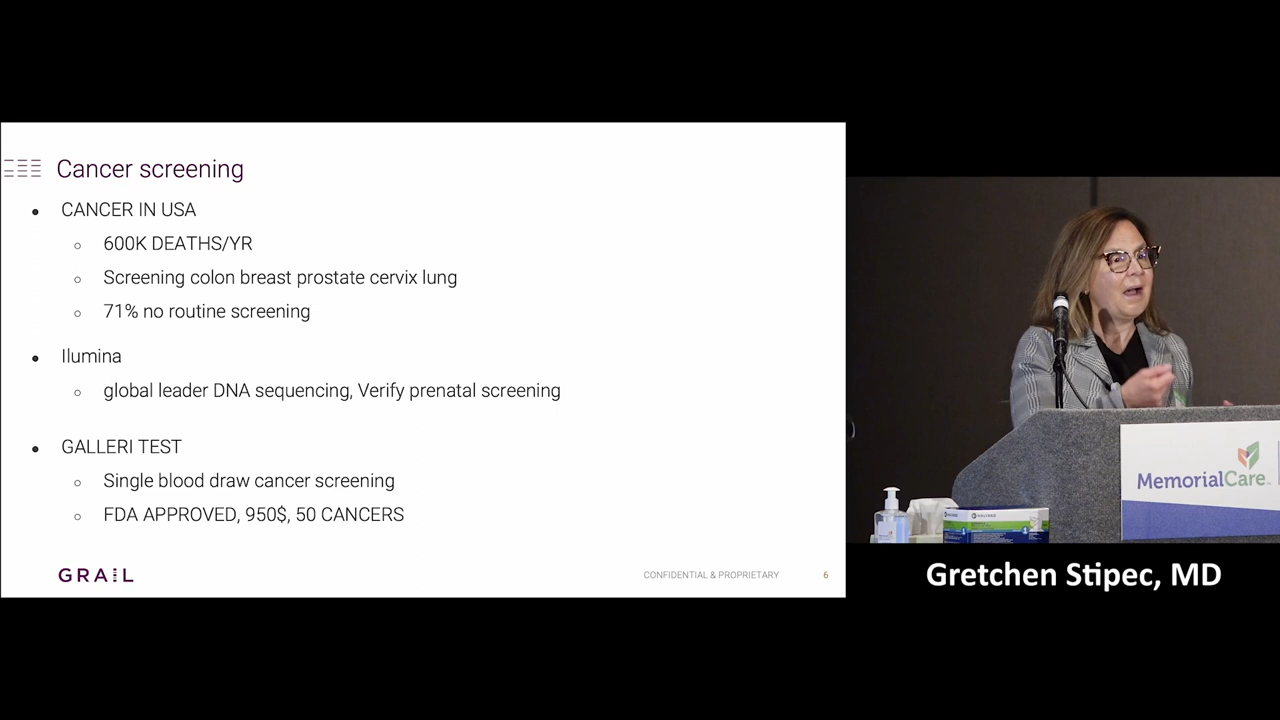 Cancer screening
CANCER IN USA
600K DEATHS/YR
Screening colon breast prostate cervix lung
71% no routine screening
Ilumina
global leader DNA sequencing, Verify prenatal screening
GALLERI TEST
Single blood draw cancer screening
FDA APPROVED, 950$, 50 CANCERS
GRAIL
CONFIDENTIAL & PROPRIETARY
6
MemorialCare
Gretchen Stipec, MD